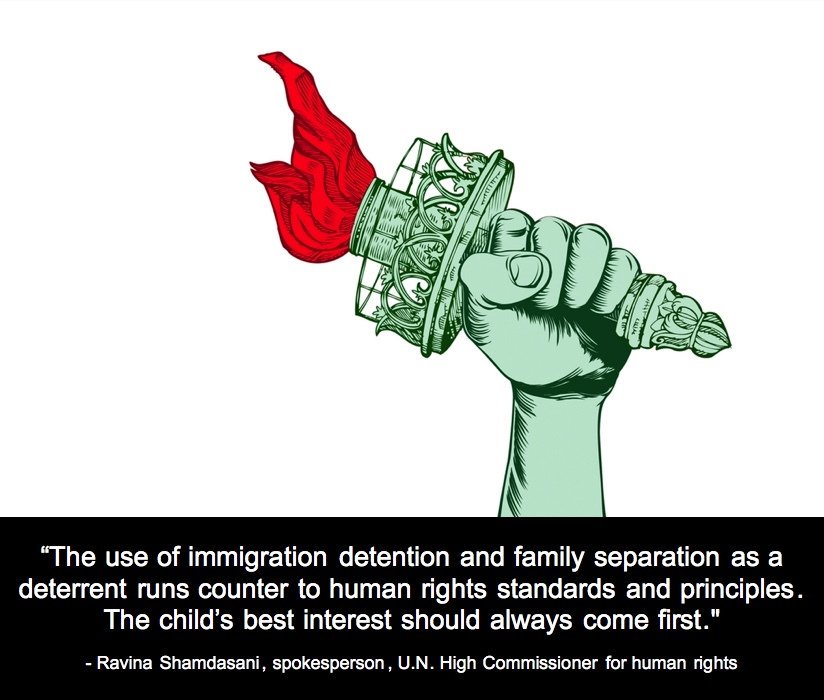 “The use of immigration detention and family separation as a
deterrent runs counter to human rights standards and principles.
The child’s best interest should always come first."
- Ravina Shamdasani, spokesperson, U.N. High Commissioner for human rights